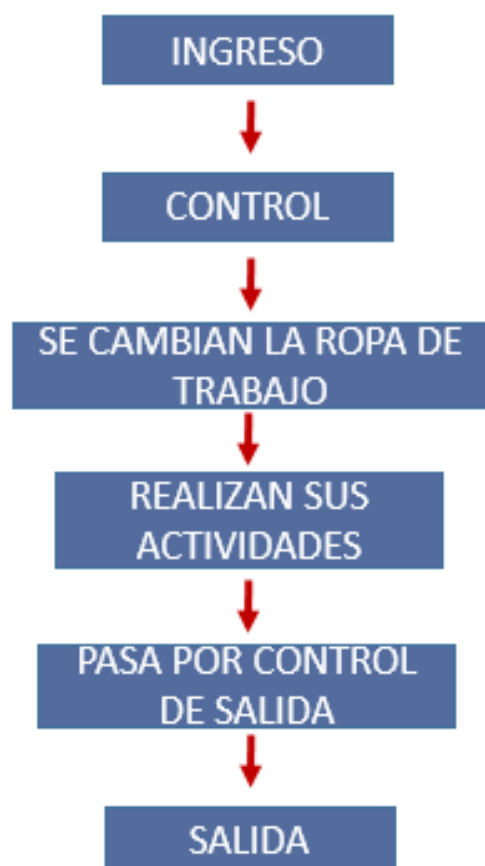 INGRESO
CONTROL
SE CAMBIAN LA ROPA DE
TRABAJO
REALIZAN SUS
ACTIVIDADES
PASA POR CONTROL
DE SALIDA
SALIDA